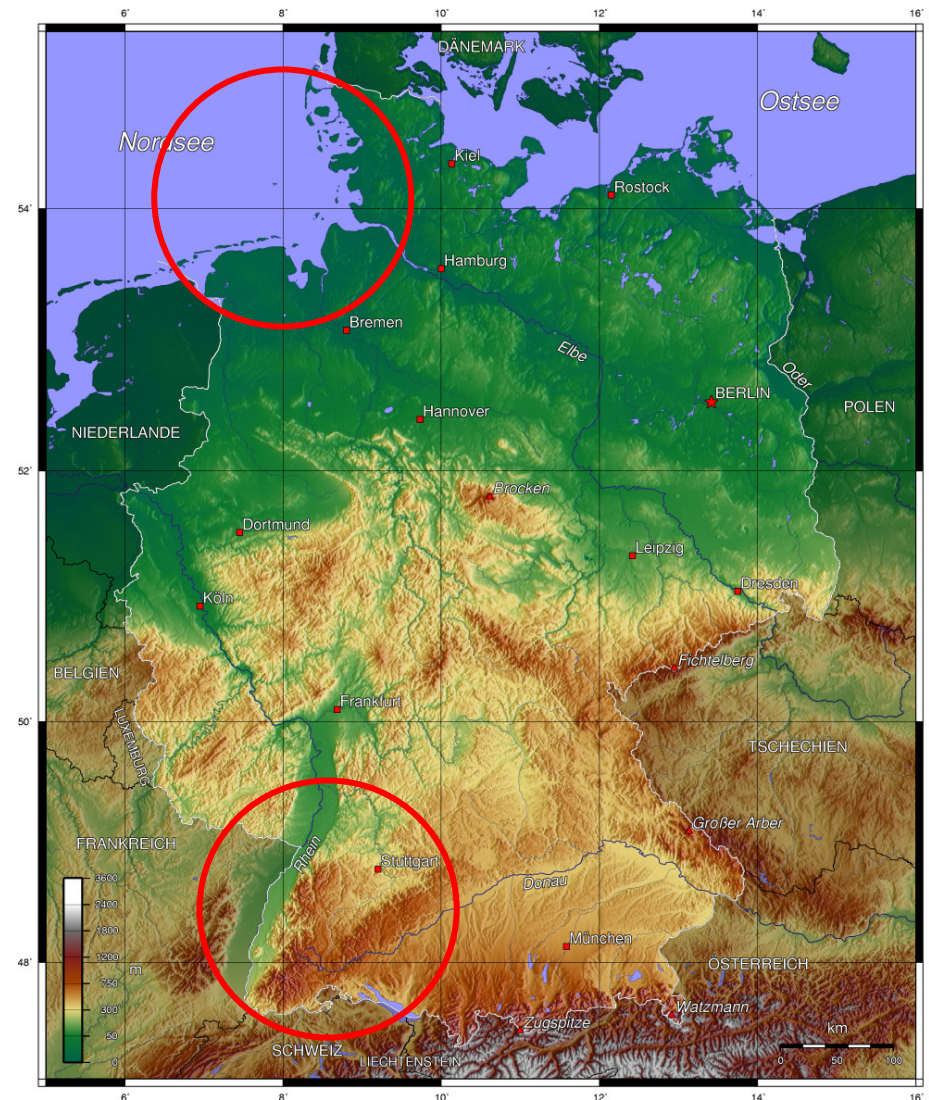 6° 8° 10° 12° 14° 16°
DÄNEMARK
Ostsee
Nordsee
Kiel
Rostock
54°
Hamburg
Bremen
Elbe
Oder
BERLIN
POLEN
Hannover
NIEDERLANDE
52°
Brocken
Dortmund
Leipzig
Dresden
Köln
Fichtelberg
BELGIEN
Frankfurt
LUXEMBURG
50°
TSCHECHIEN
Großer Arber
FRANKREICH
Rhein
Stuttgart
Donau
3600
2400
1800
1200
750
300
50
0
m
München
48°
ÖSTERREICH
Watzmann
Zugspitze
km
0 50 100
SCHWEIZ
LIECHTENSTEIN
6° 8° 10° 12° 14° 16°